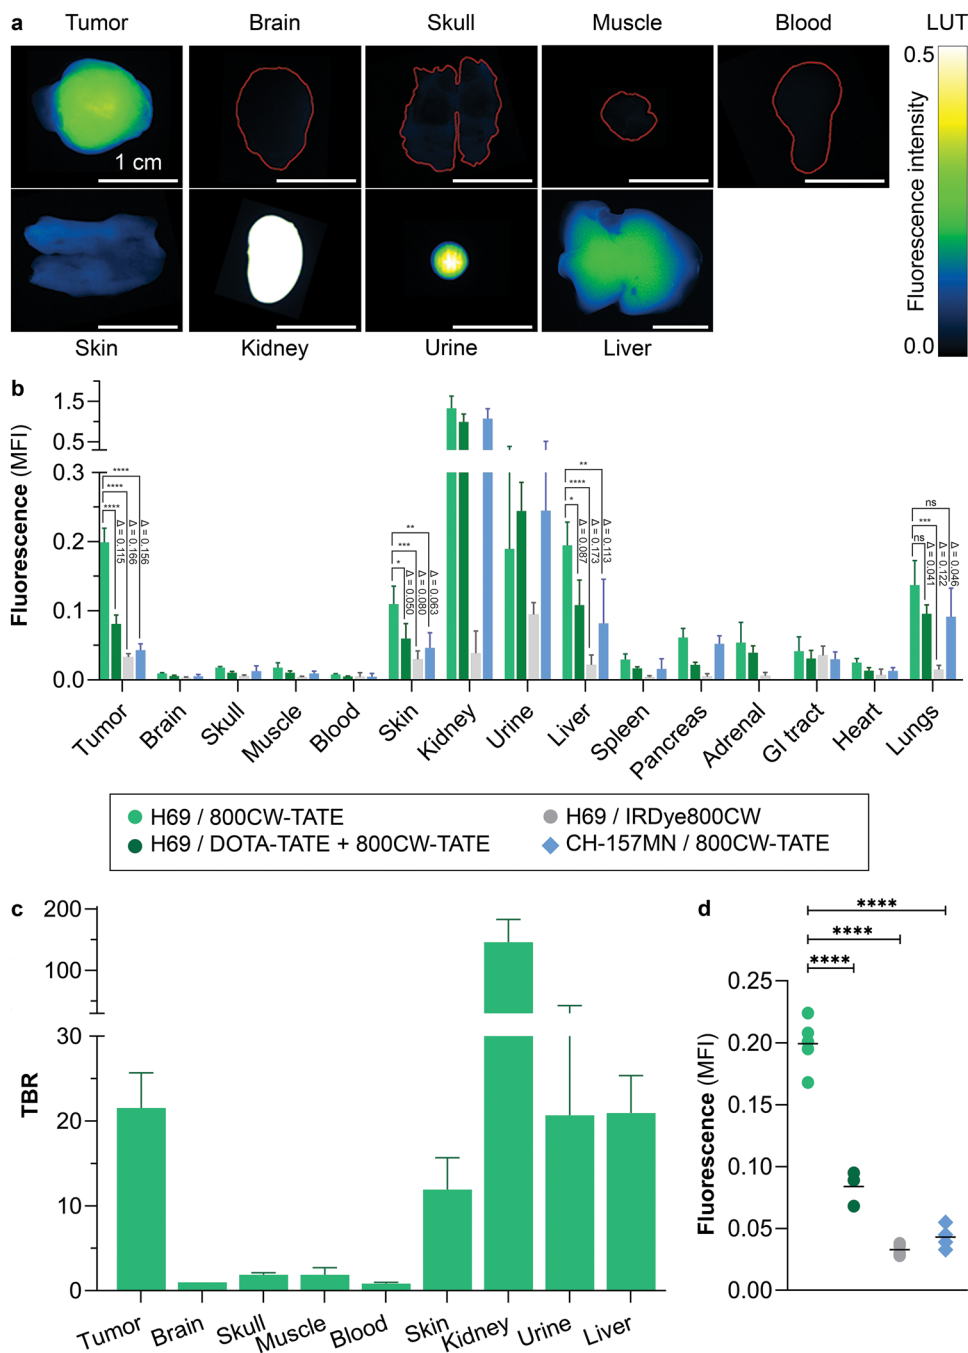 a
Tumor Brain Skull Muscle Blood LUT
0.5
Fluorescence intensity
0.0
1 cm
Skin Kidney Urine Liver
b
Fluorescence (MFI)
1.5
0.5
0.3
0.2
0.1
0.0
****
****
****
Δ = 0.115
Δ = 0.166
Δ = 0.156
**
***
*
Δ = 0.050
Δ = 0.080
Δ = 0.063
**
****
*
Δ = 0.087
Δ = 0.173
Δ = 0.113
ns
***
ns
Δ = 0.041
Δ = 0.122
Δ = 0.046
Tumor Brain Skull Muscle Blood Skin Kidney Urine Liver Spleen Pancreas Adrenal GI tract Heart Lungs
H69 / 800CW-TATE
H69 / DOTA-TATE + 800CW-TATE
H69 / IRDye800CW
CH-157MN / 800CW-TATE
c
TBR
200
100
30
20
10
0
Tumor Brain Skull Muscle Blood Skin Kidney Urine Liver
d
****
****
****
Fluorescence (MFI)
0.25
0.20
0.15
0.10
0.05
0.00